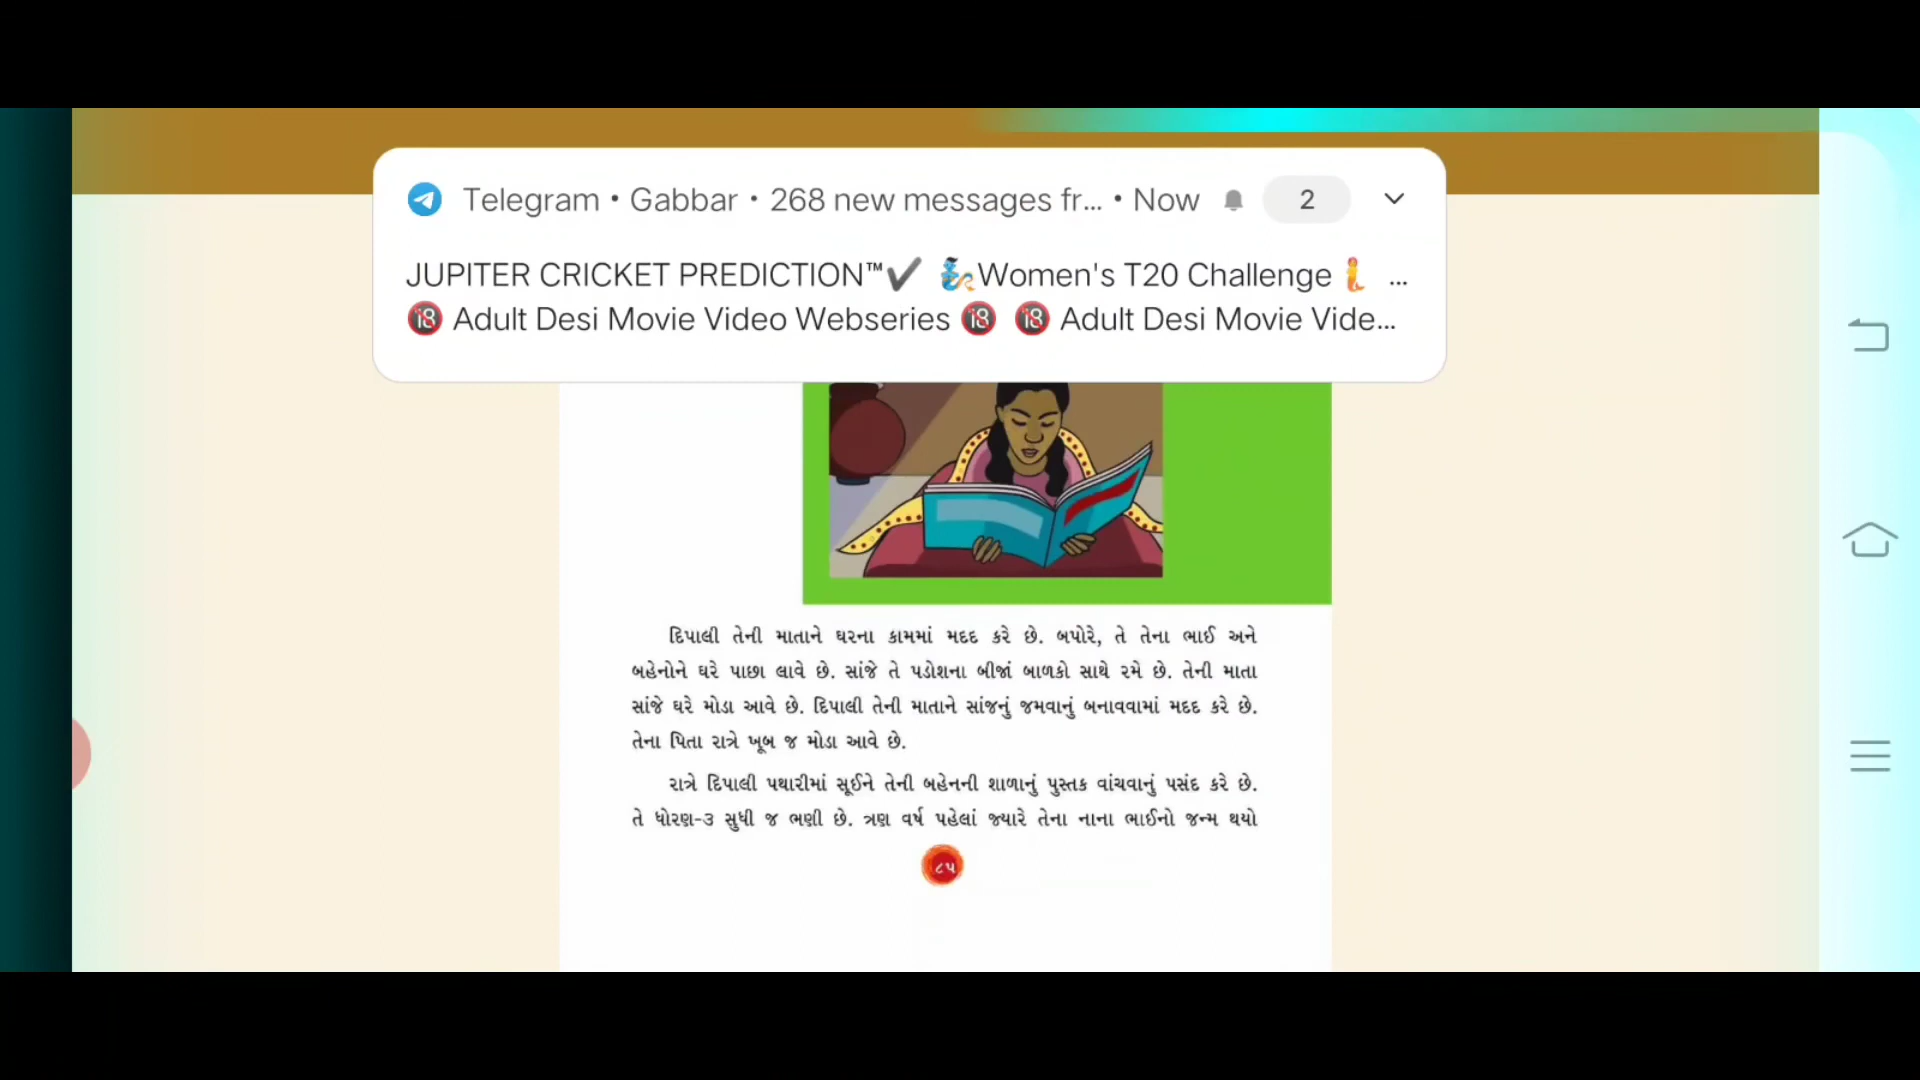 Telegram • Gabbar • 268 new messages fr... • Now 2
JUPITER CRICKET PREDICTION™✔ 🧞‍♂️Women's T20 Challenge 🧜 ...
🔞 Adult Desi Movie Video Webseries 🔞 🔞 Adult Desi Movie Vide...
દિપાલી તેની માતાને ઘરના કામમાં મદદ કરે છે. બપોરે, તે તેના ભાઈ અને
બહેનોને ઘરે પાછા લાવે છે. સાંજે તે પડોશના બીજાં બાળકો સાથે રમે છે. તેની માતા
સાંજે ઘરે મોડા આવે છે. દિપાલી તેની માતાને સાંજનું જમવાનું બનાવવામાં મદદ કરે છે.
તેના પિતા રાત્રે ખૂબ જ મોડા આવે છે.
રાત્રે દિપાલી પથારીમાં સૂઈને તેની બહેનની શાળાનું પુસ્તક વાંચવાનું પસંદ કરે છે.
તે ધોરણ-૩ સુધી જ ભણી છે. ત્રણ વર્ષ પહેલાં જ્યારે તેના નાના ભાઈનો જન્મ થયો
૮૫